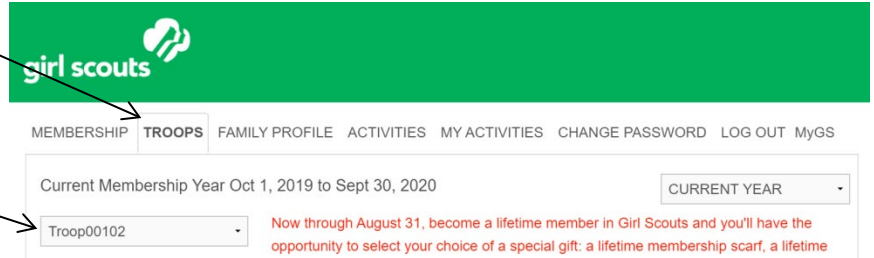 girl scouts
MEMBERSHIP TROOPS FAMILY PROFILE ACTIVITIES MY ACTIVITIES CHANGE PASSWORD LOG OUT MyGS
Current Membership Year Oct 1, 2019 to Sept 30, 2020
CURRENT YEAR
Troop00102
Now through August 31, become a lifetime member in Girl Scouts and you'll have the
opportunity to select your choice of a special gift: a lifetime membership scarf, a lifetime